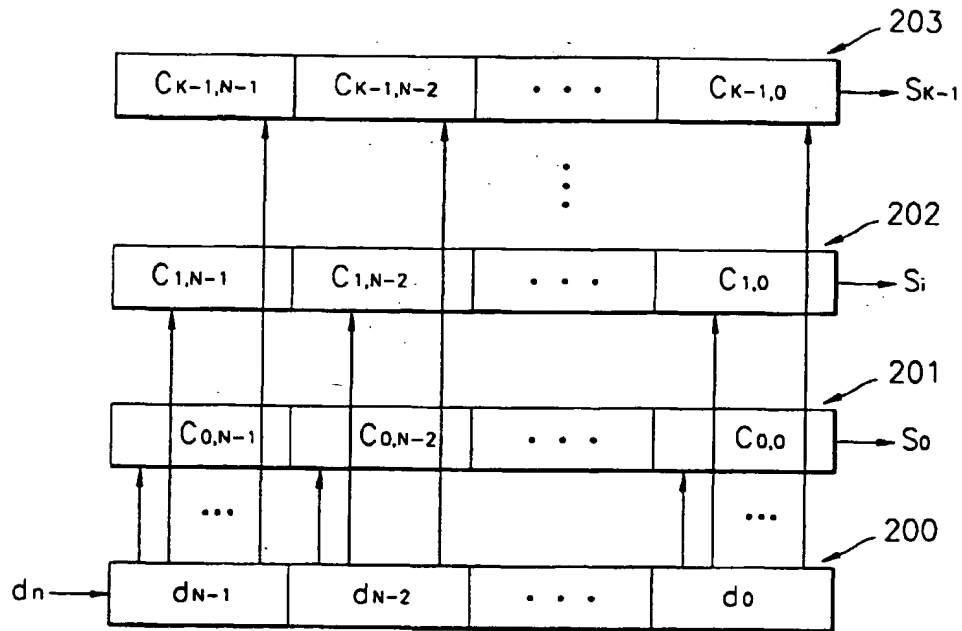 203
CK-1,N-1 CK-1,N-2 • • • CK-1,0 SK-1
202
C1,N-1 C1,N-2 • • • C1,0 Si
201
C0,N-1 C0,N-2 • • • C0,0 S0
••• •••
200
dn dN-1 dN-2 • • • d0